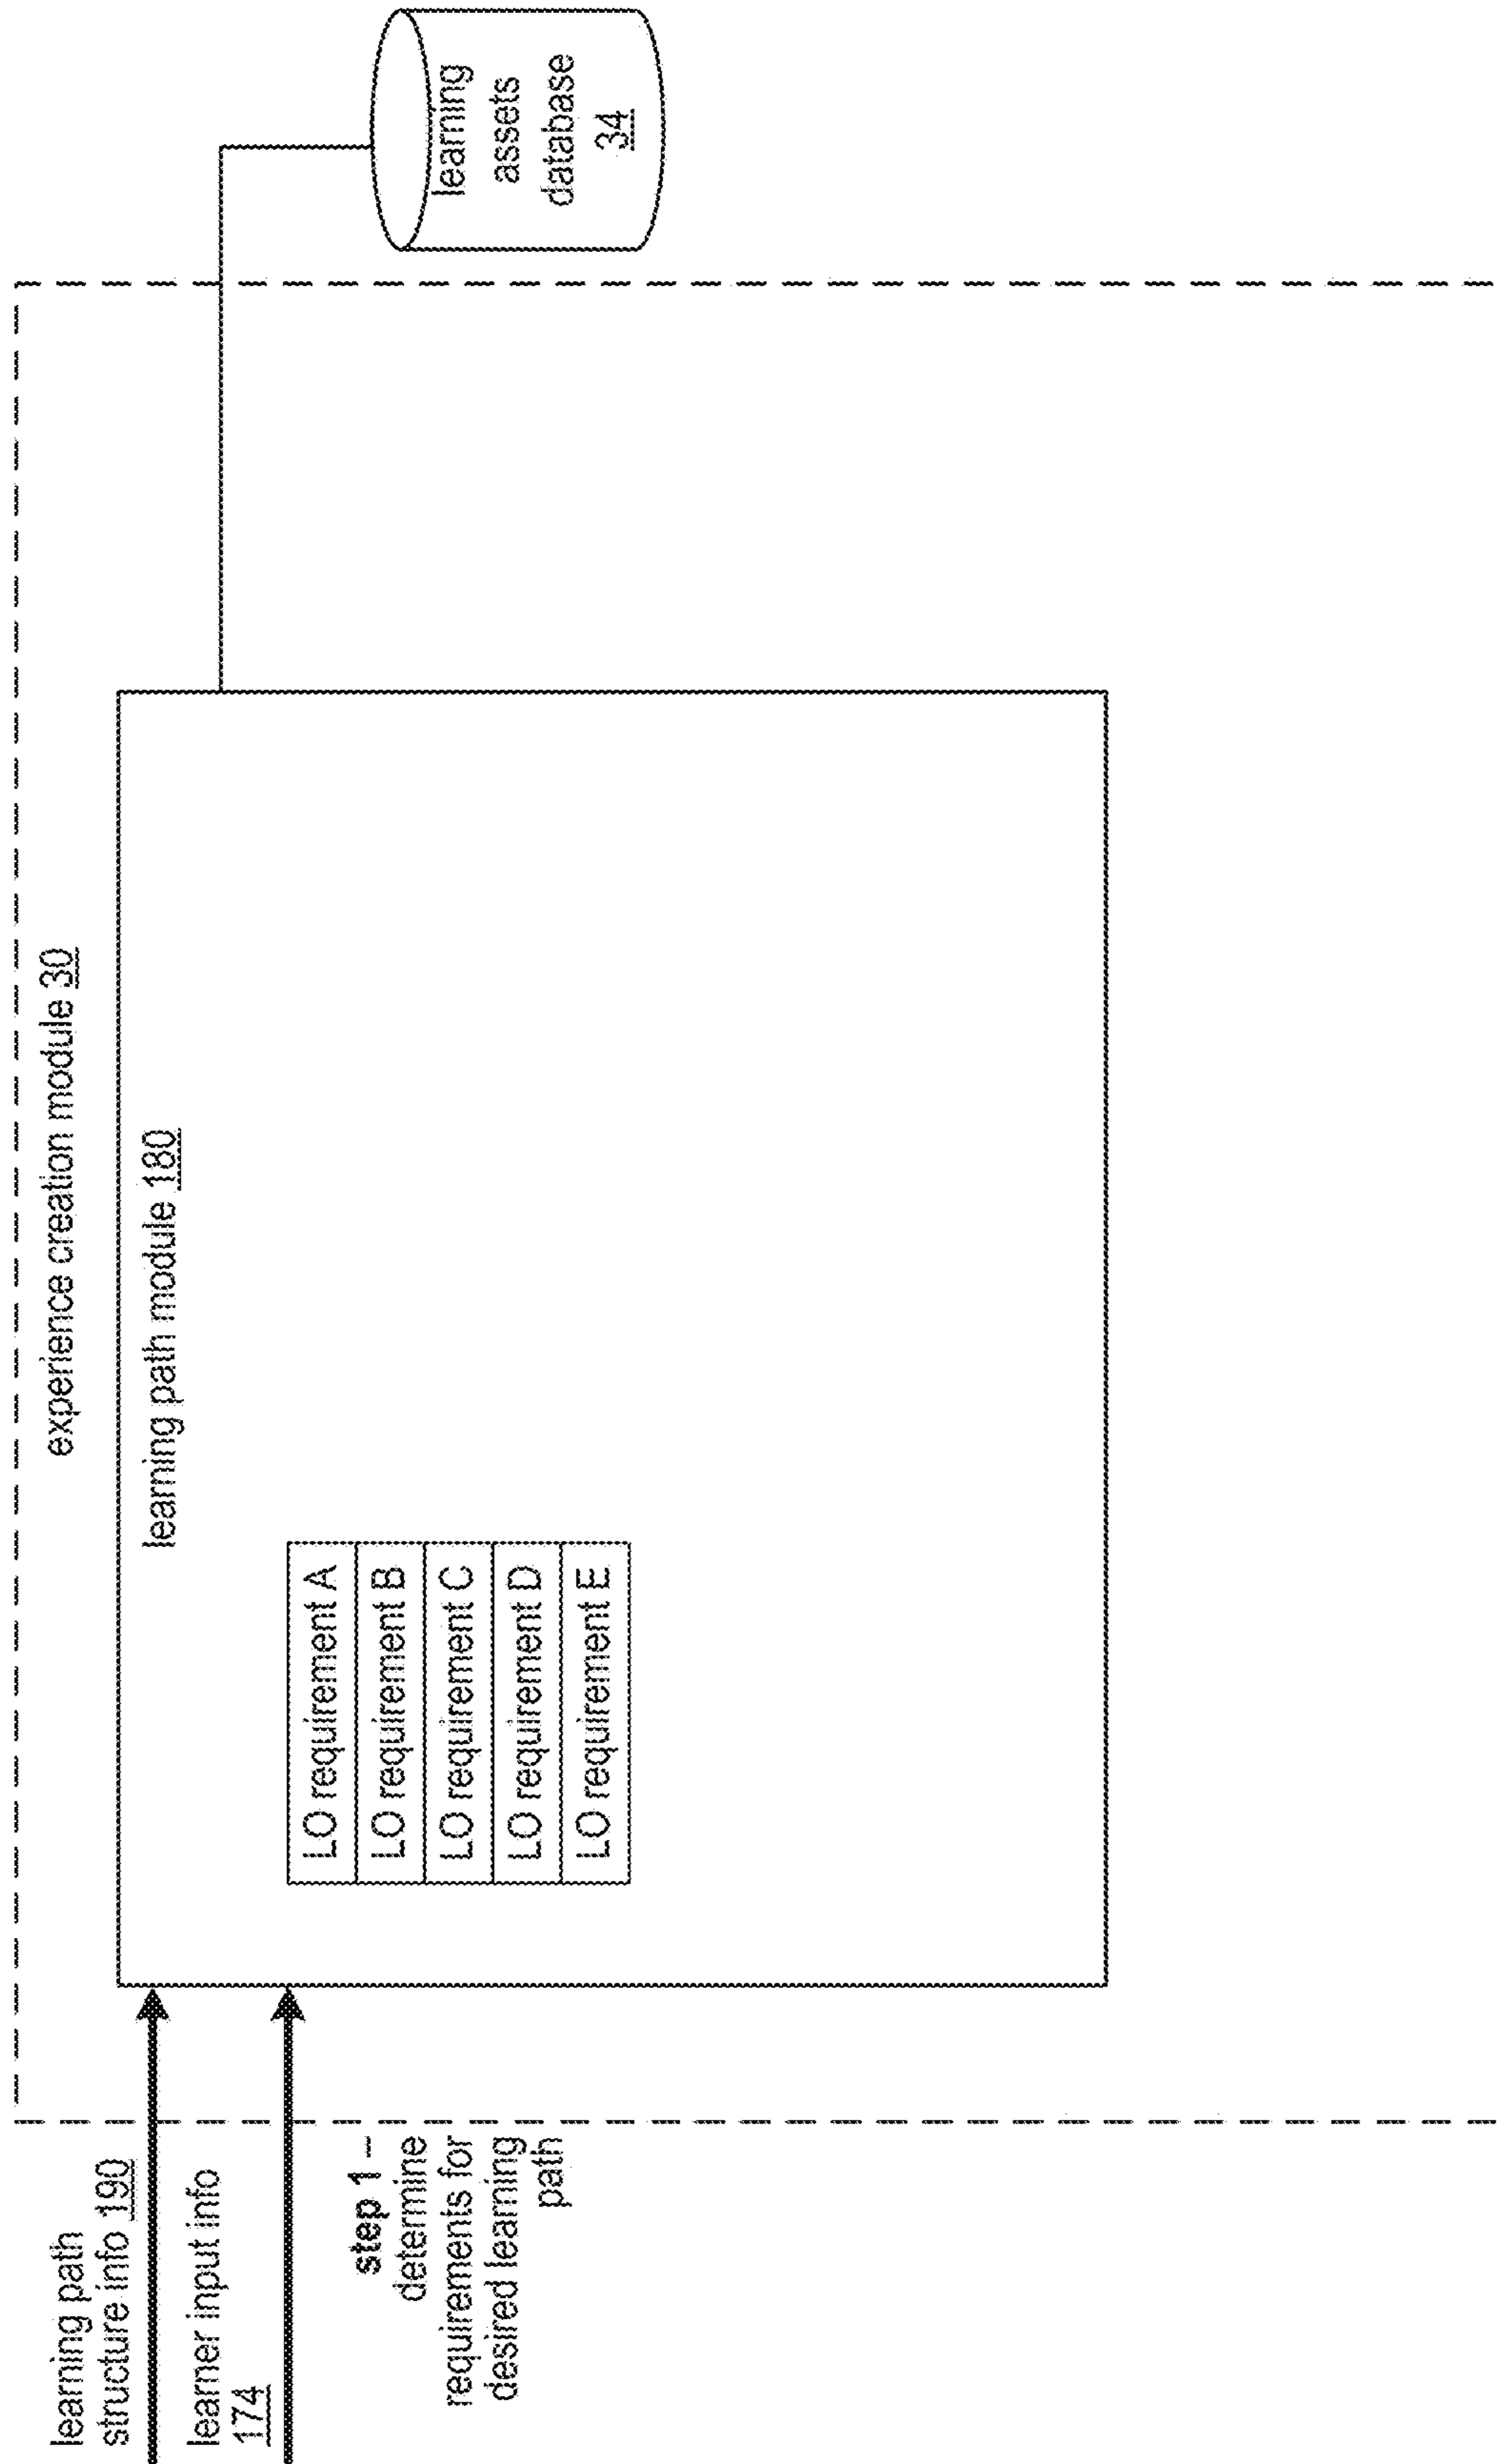 experience creation module 30
learning path
structure info 190
learner input info
174
learning path module 180
step 1 –
determine
requirements for
desired learning
path
LO requirement A
LO requirement B
LO requirement C
LO requirement D
LO requirement E
learning
assets
database
34